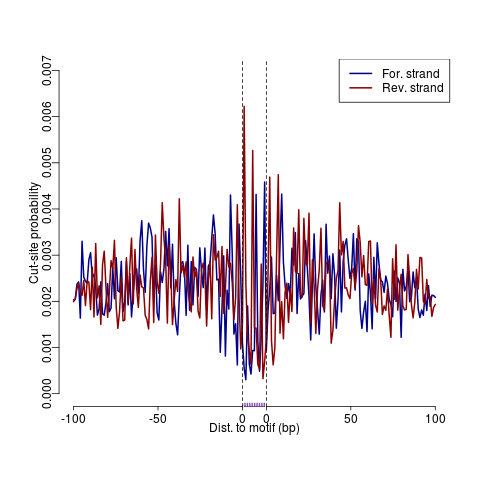 For. strand
Rev. strand
Cut-site probability
0.007
0.006
0.005
0.004
0.003
0.002
0.001
0.000
-100 -50 0 0 50 100
Dist. to motif (bp)